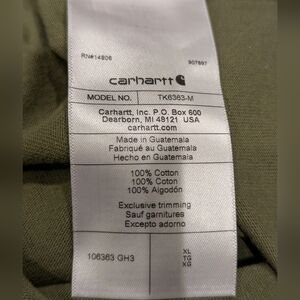 RN#14806 907897
carhartt
MODEL NO. TK6363-M
Carhartt, Inc. P.O. Box 600
Dearborn, MI 48121 USA
carhartt.com
Made in Guatemala
Fabriqué au Guatemala
Hecho en Guatemala
100% Cotton
100% Coton
100% Algodón
Exclusive trimming
Sauf garnitures
Excepto adorno
106363 GH3
XL
TG
XG